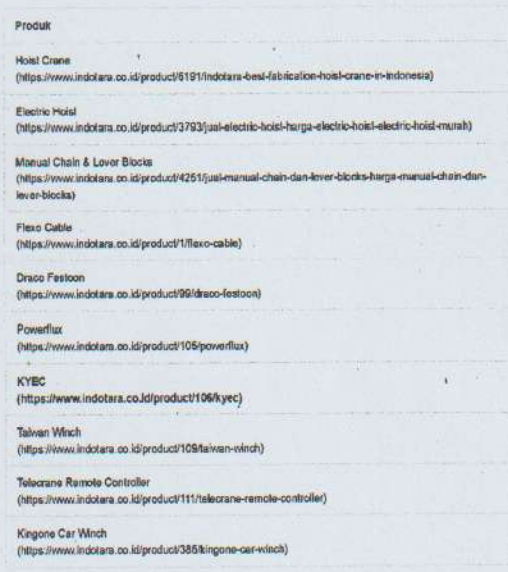 Produk
Hoist Crane
(https://www.indotara.co.id/product/6191/indotara-best-fabrication-hoist-crane-in-indonesia)
Electric Hoist
(https://www.indotara.co.id/product/3793/jual-electric-hoist-harga-electric-hoist-electric-hoist-murah)
Manual Chain & Lever Blocks
(https://www.indotara.co.id/product/4251/jual-manual-chain-dan-lever-blocks-harga-manual-chain-dan-
lever-blocks)
Flexo Cable
(https://www.indotara.co.id/product/1/flexo-cable)
Draco Festoon
(https://www.indotara.co.id/product/99/draco-festoon)
Powerflux
(https://www.indotara.co.id/product/105/powerflux)
KYEC
(https://www.indotara.co.id/product/106/kyec)
Taiwan Winch
(https://www.indotara.co.id/product/109/taiwan-winch)
Telecrane Remote Controller
(https://www.indotara.co.id/product/111/telecrane-remote-controller)
Kingone Car Winch
(https://www.indotara.co.id/product/385/kingone-car-winch)